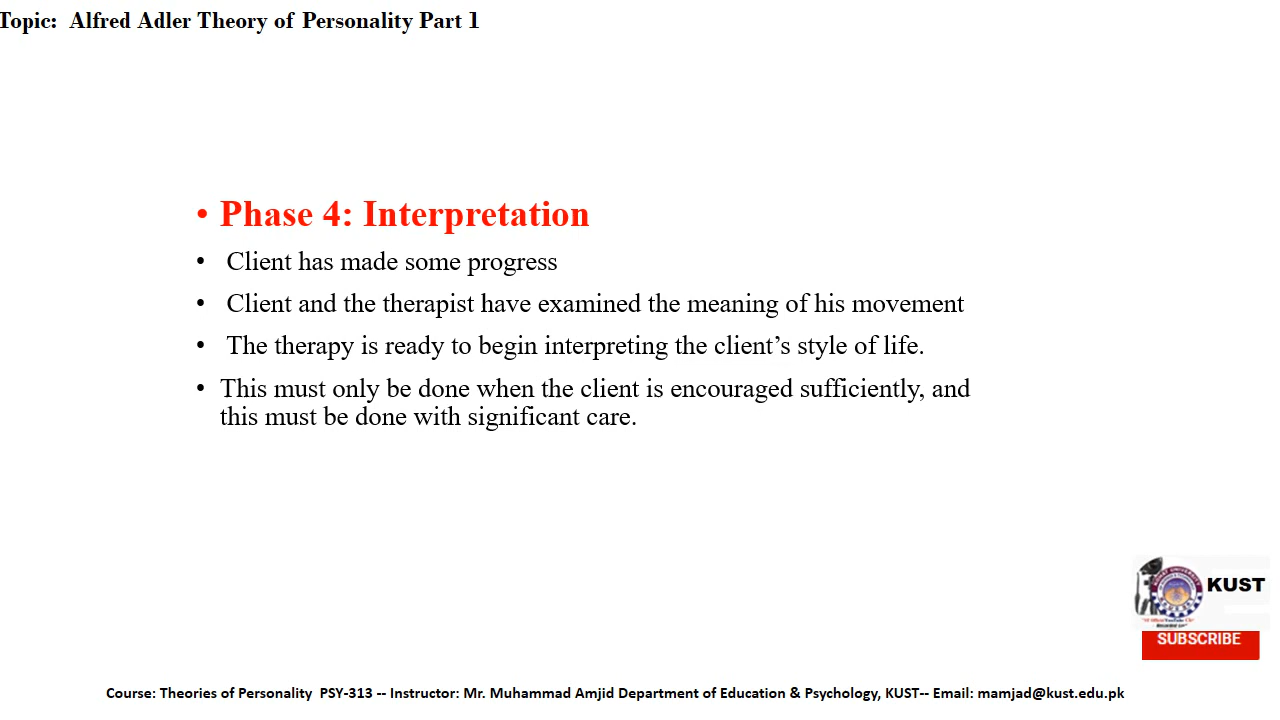 Topic: Alfred Adler Theory of Personality Part 1
• Phase 4: Interpretation
• Client has made some progress
• Client and the therapist have examined the meaning of his movement
• The therapy is ready to begin interpreting the client’s style of life.
• This must only be done when the client is encouraged sufficiently, and
this must be done with significant care.
KUST
SUBSCRIBE
Course: Theories of Personality PSY-313 -- Instructor: Mr. Muhammad Amjid Department of Education & Psychology, KUST-- Email: mamjad@kust.edu.pk